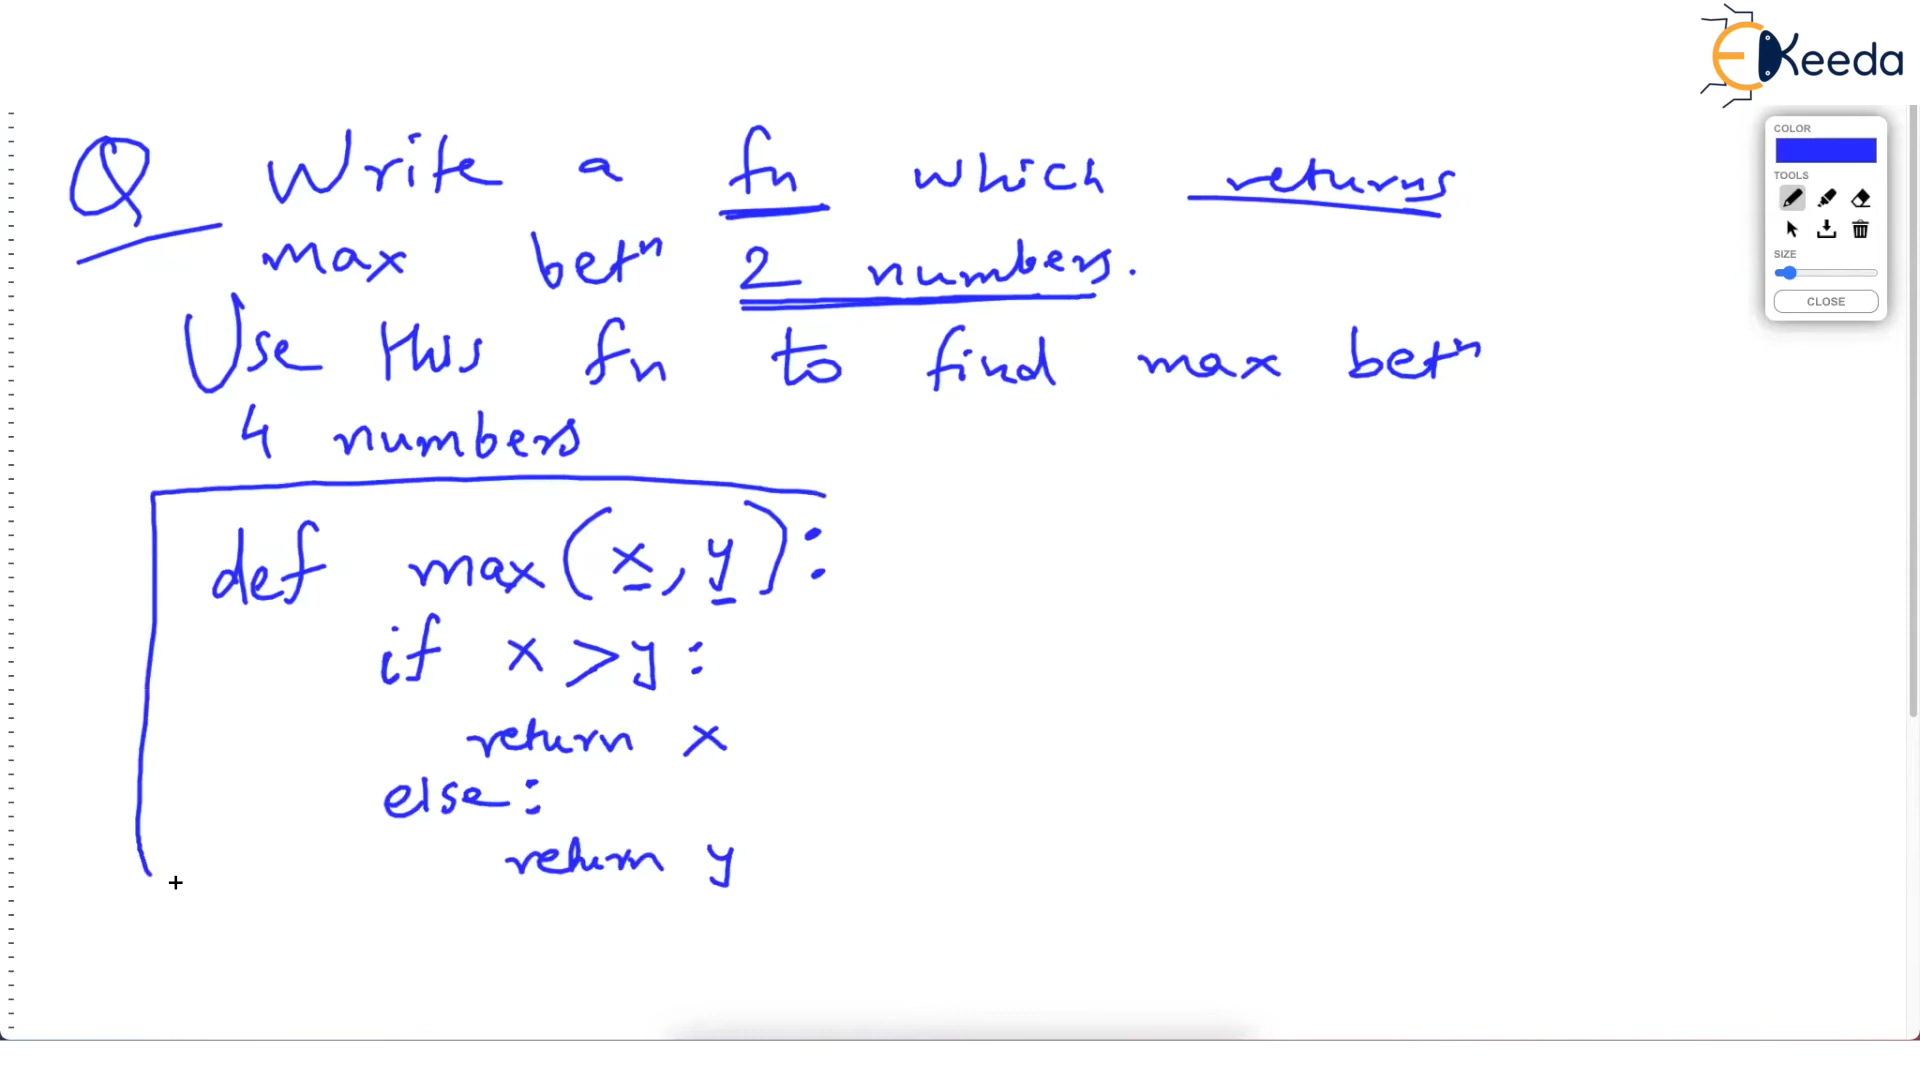 EKeeda
COLOR
TOOLS
SIZE
CLOSE
Q Write a fn which returns
max betⁿ 2 numbers.
Use this fn to find max betⁿ
4 numbers
def max(x, y):
if x > y:
return x
else:
return y